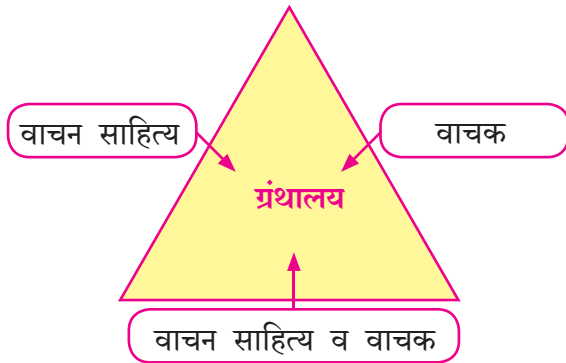 वाचन साहित्य
वाचक
ग्रंथालय
वाचन साहित्य व वाचक